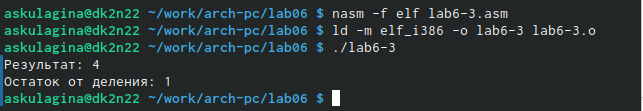 askulagina@dk2n22 ~/work/arch-pc/lab06 $ nasm -f elf lab6-3.asm
askulagina@dk2n22 ~/work/arch-pc/lab06 $ ld -m elf_i386 -o lab6-3 lab6-3.o
askulagina@dk2n22 ~/work/arch-pc/lab06 $ ./lab6-3
Результат: 4
Остаток от деления: 1
askulagina@dk2n22 ~/work/arch-pc/lab06 $